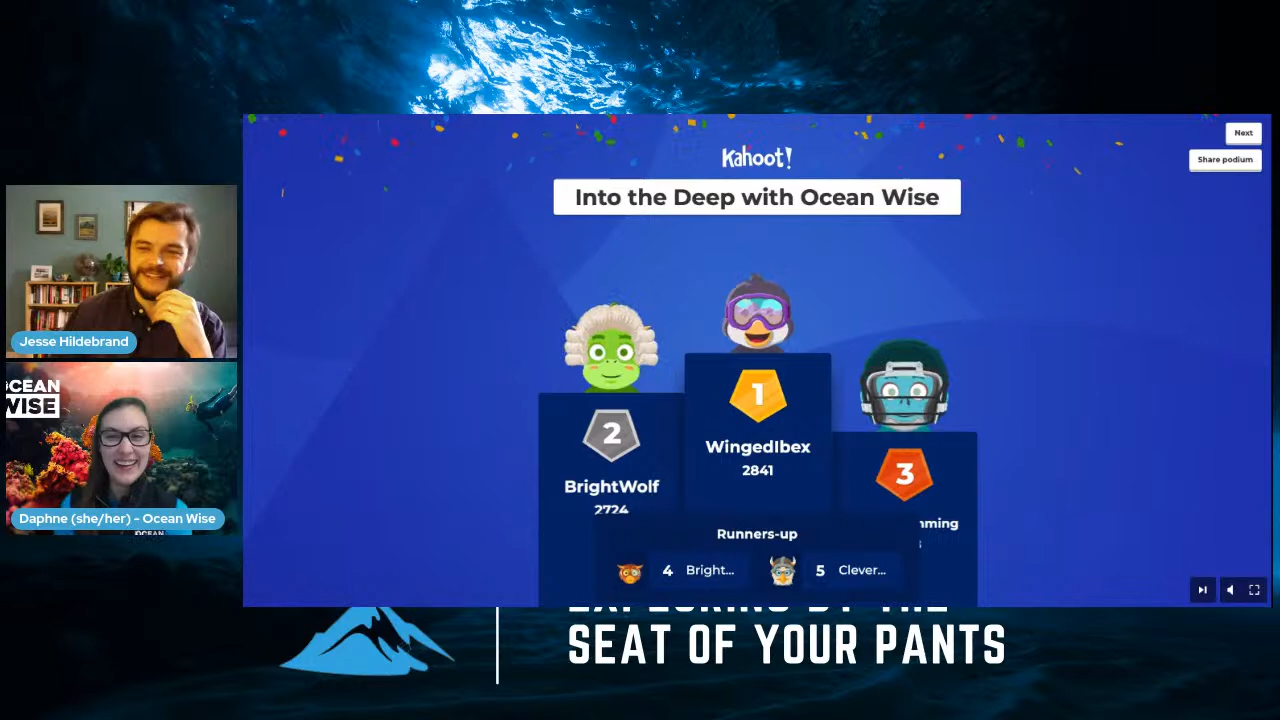 Next
Share podium
Kahoot!
Into the Deep with Ocean Wise
Jesse Hildebrand
Daphne (she/her) - Ocean Wise
OCEAN
1
WingedIbex
2841
2
BrightWolf
2724
3
Runners-up
4 Bright...
5 Clever...
SEAT OF YOUR PANTS